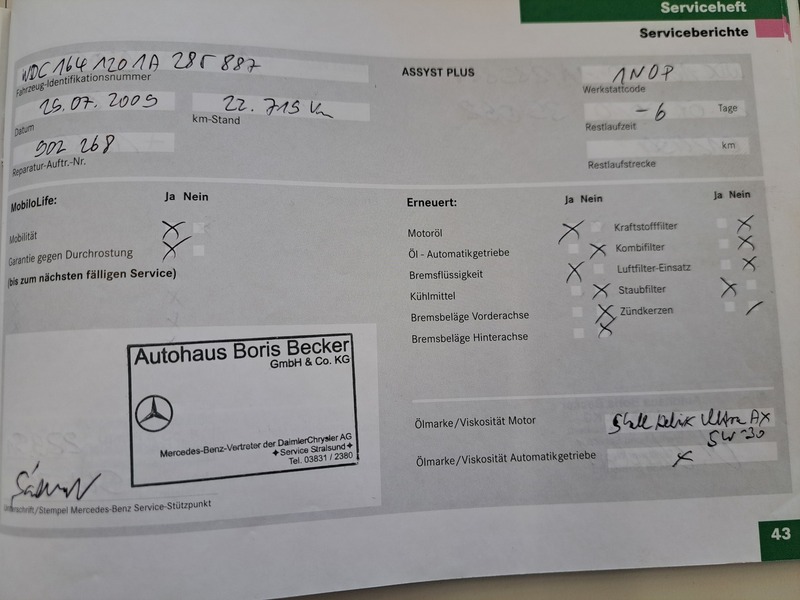 Serviceheft
Serviceberichte
WDC 164 120 1A 285 887
Fahrzeug-Identifikationsnummer
ASSYST PLUS
1NOP
Werkstattcode
25.07.2009
Datum
22.719 km
km-Stand
-6 Tage
Restlaufzeit
km
Restlaufstrecke
902 268
Reparatur-Auftr.-Nr.
MobiloLife:
Ja Nein
Mobilität X
Garantie gegen Durchrostung X
(bis zum nächsten fälligen Service)
Erneuert:
Ja Nein
Ja Nein
Motoröl X
Kraftstofffilter X
Öl - Automatikgetriebe X
Kombifilter X
Bremsflüssigkeit X
Luftfilter-Einsatz X
Kühlmittel X
Staubfilter X
Bremsbeläge Vorderachse X
Zündkerzen
Bremsbeläge Hinterachse X
Autohaus Boris Becker
GmbH & Co. KG
Mercedes-Benz-Vertreter der DaimlerChrysler AG
Service Stralsund
Tel. 03831 / 2380
/Stempel Mercedes-Benz Service-Stützpunkt
Ölmarke/Viskosität Motor Shell Helix Ultra AX
5W-30
Ölmarke/Viskosität Automatikgetriebe X
43